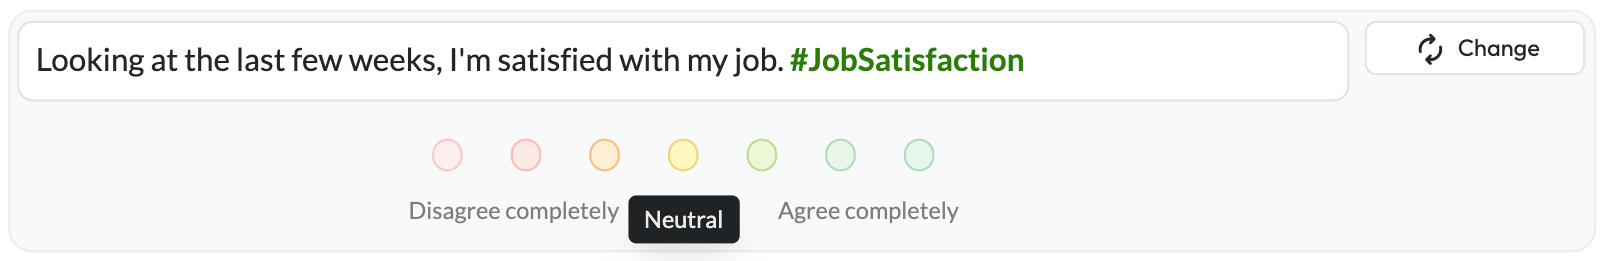 Looking at the last few weeks, I'm satisfied with my job. #JobSatisfaction
Change
Disagree completely
Neutral
Agree completely